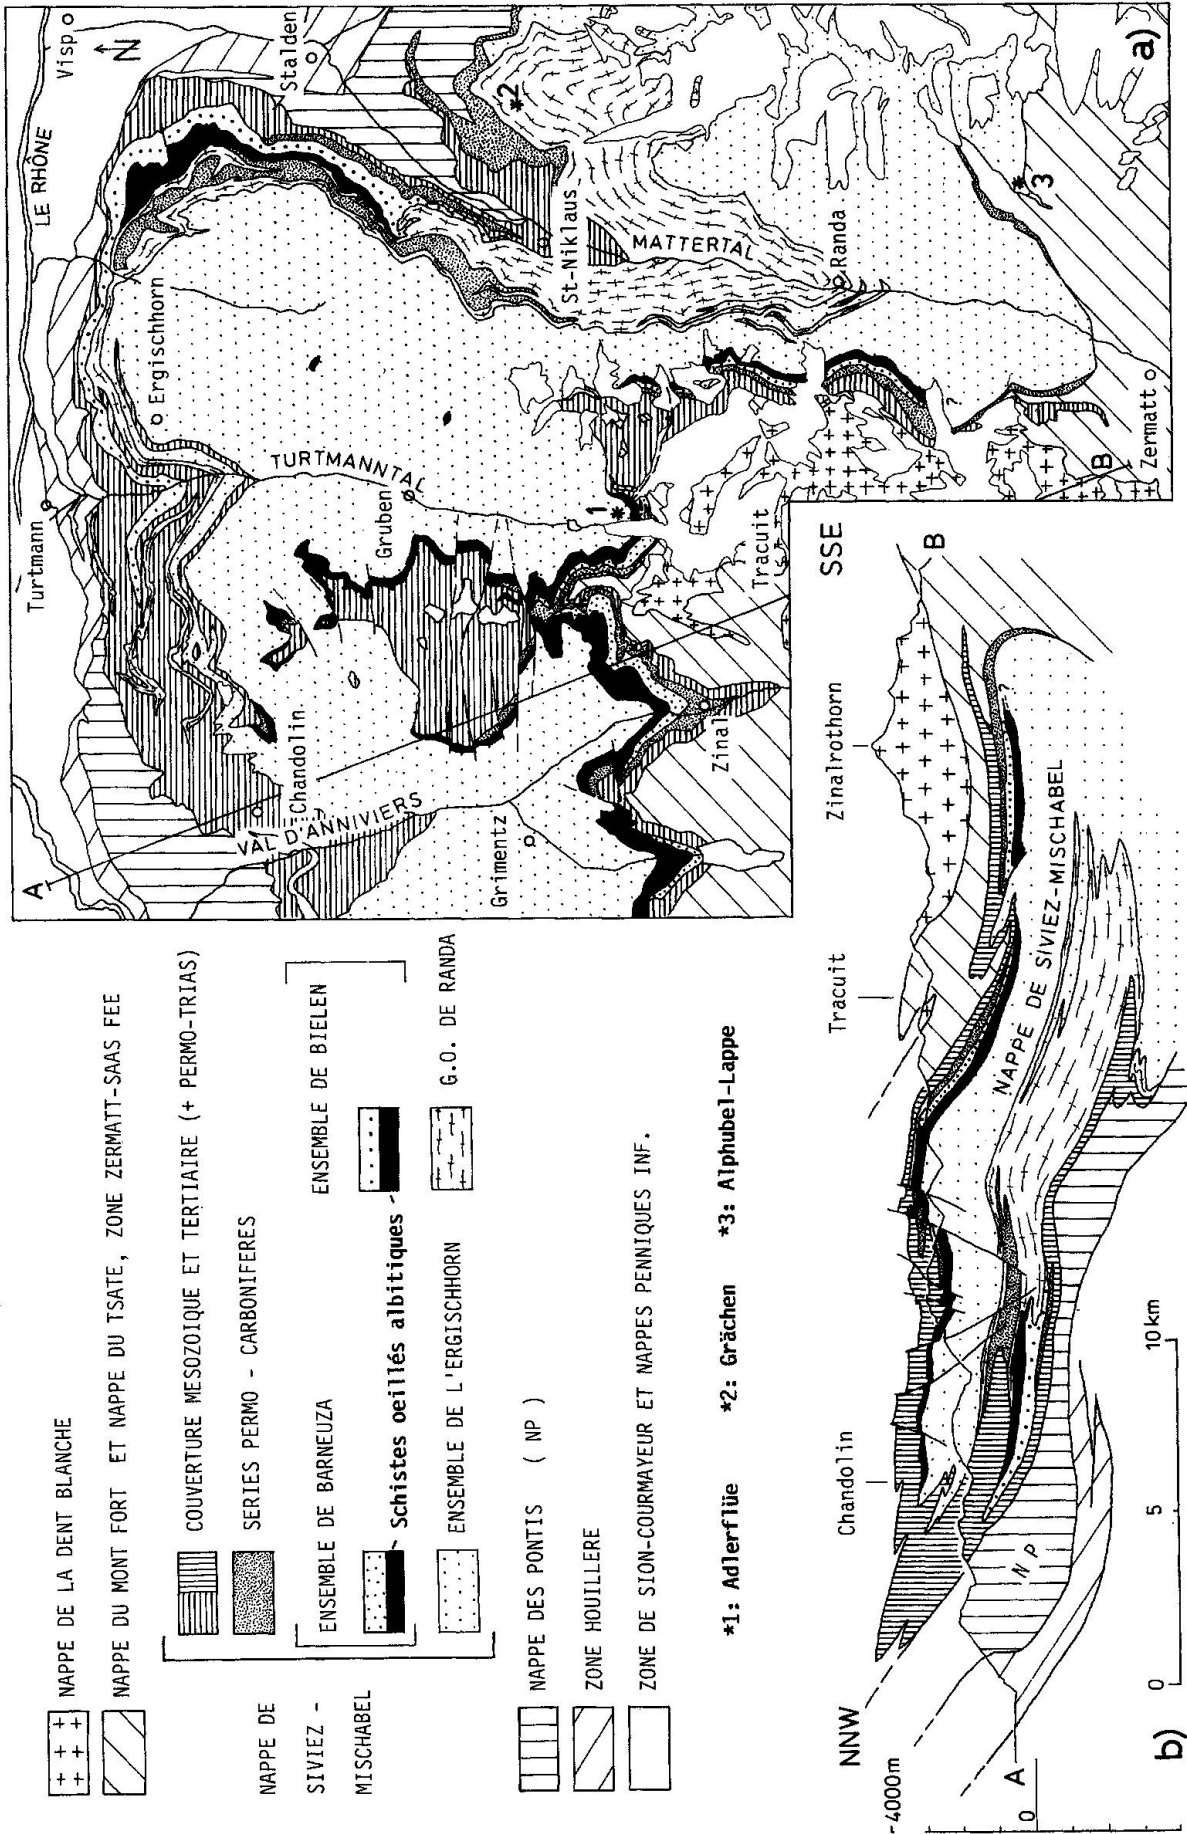 NAPPE DE LA DENT BLANCHE
NAPPE DU MONT FORT ET NAPPE DU TSATE, ZONE ZERMATT-SAAS FEE
COUVERTURE MESOZOIQUE ET TERTIAIRE (+ PERMO-TRIAS)
SERIES PERMO - CARBONIFERES
NAPPE DE
SIVIEZ -
MISCHABEL
ENSEMBLE DE BARNEUZA
ENSEMBLE DE BIELEN
Schistes oeillés albitiques
ENSEMBLE DE L'ERGISCHHORN
G.O. DE RANDA
NAPPE DES PONTIS ( NP )
ZONE HOUILLERE
ZONE DE SION-COURMAYEUR ET NAPPES PENNIQUES INF.
*1: Adlerflüe *2: Grächen *3: Alphubel-Lappe
A
Turtmann
LE RHÔNE
Visp
N
Stalden
Ergischhorn
Chandolin
VAL D'ANNIVIERS
TURTMANNTAL
Gruben
*2
St-Niklaus
MATTERTAL
Grimentz
1*
Randa
Zinal
Tracuit
*3
?
B
Zermatt
a)
NNW
SSE
Chandolin
Tracuit
Zinalrothorn
-4000m
A
0
B
NAPPE DE SIVIEZ-MISCHABEL
?
N P
0 5 10 km
b)